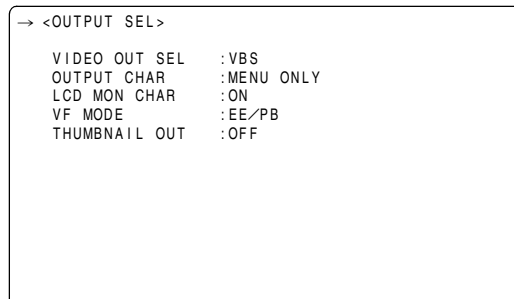 → <OUTPUT SEL>
VIDEO OUT SEL :VBS
OUTPUT CHAR :MENU ONLY
LCD MON CHAR :ON
VF MODE :EE/PB
THUMBNAIL OUT :OFF